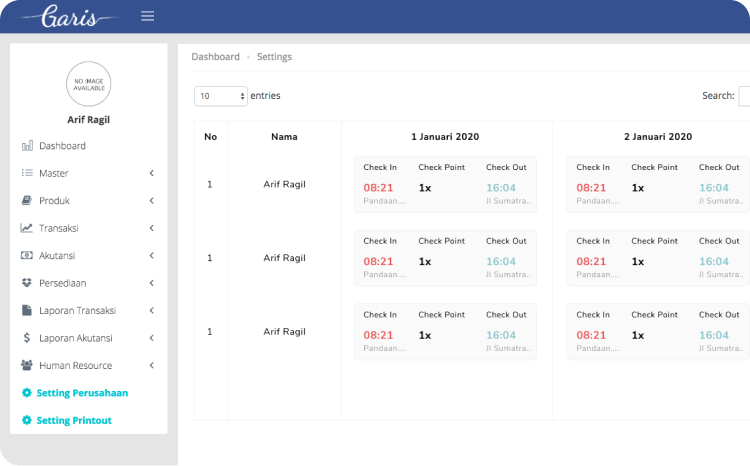 Garis
NO IMAGE
AVAILABLE
Arif Ragil
Dashboard
Master
Produk
Transaksi
Akutansi
Persediaan
Laporan Transaksi
Laporan Akutansi
Human Resource
Setting Perusahaan
Setting Printout
Dashboard • Settings
10 entries Search:
No Nama 1 Januari 2020 2 Januari 2020
Check In Check Point Check Out Check In Check Point Check Out
1 Arif Ragil 08:21 1x 16:04 08:21 1x 16:04
Pandaan.... Jl Sumatra.. Pandaan.... Jl Sumatra..
Check In Check Point Check Out Check In Check Point Check Out
1 Arif Ragil 08:21 1x 16:04 08:21 1x 16:04
Pandaan.... Jl Sumatra.. Pandaan.... Jl Sumatra..
Check In Check Point Check Out Check In Check Point Check Out
1 Arif Ragil 08:21 1x 16:04 08:21 1x 16:04
Pandaan.... Jl Sumatra.. Pandaan.... Jl Sumatra..